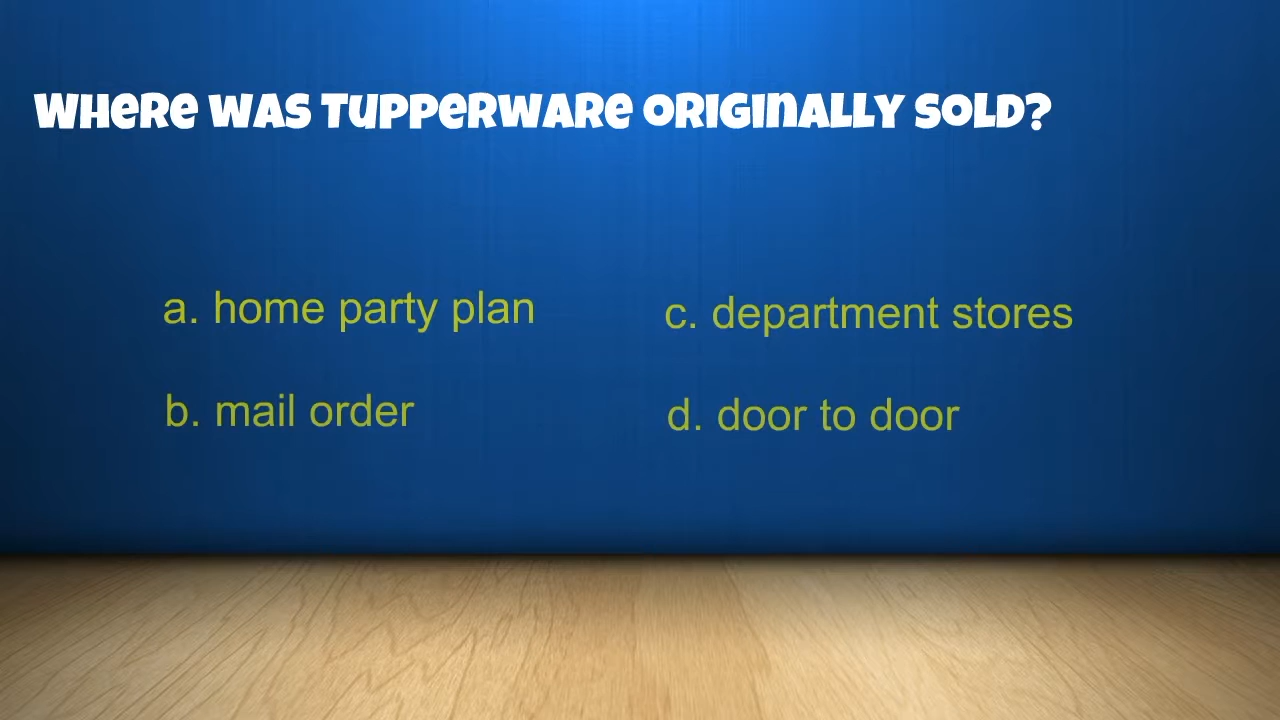 WHERE WAS TUPPERWARE ORIGINALLY SOLD?
a. home party plan
b. mail order
c. department stores
d. door to door